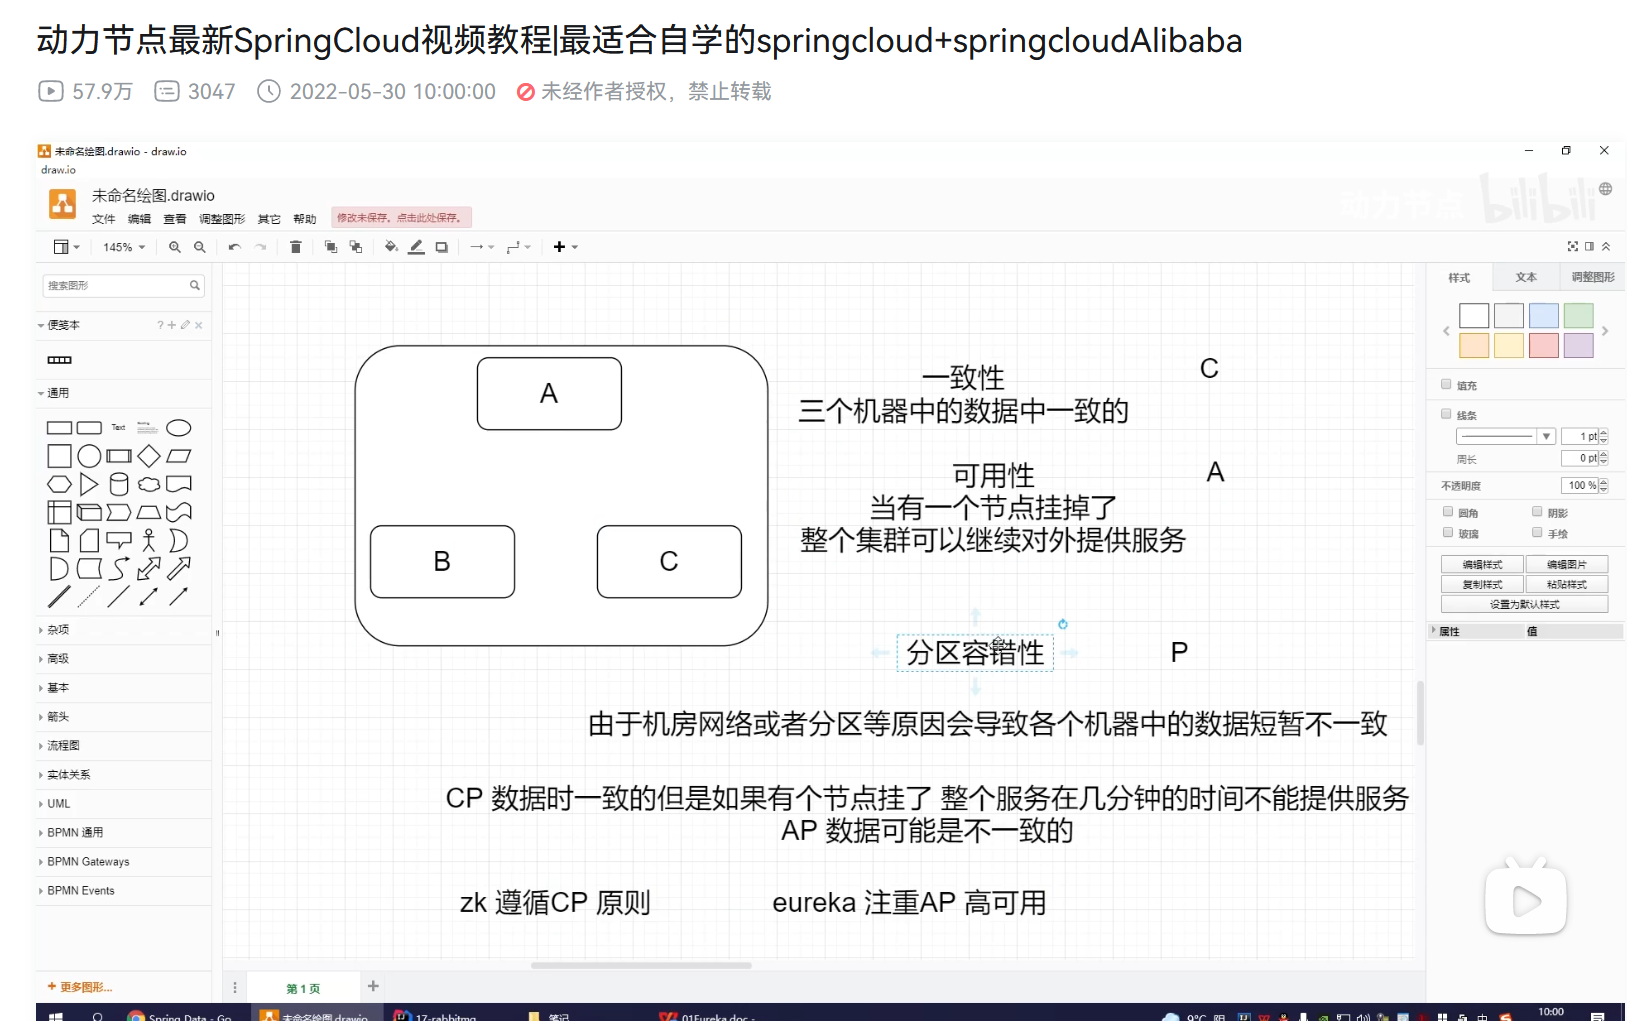 动力节点最新SpringCloud视频教程|最适合自学的springcloud+springcloudAlibaba
57.9万 3047 2022-05-30 10:00:00 未经作者授权，禁止转载
未命名绘图.drawio - draw.io
draw.io
未命名绘图.drawio
文件 编辑 查看 调整图形 其它 帮助 修改未保存。点击此处保存。
动力节点 bilibili
145%
搜索图形
便笺本 ?
通用
Text
杂项
高级
基本
箭头
流程图
实体关系
UML
BPMN 通用
BPMN Gateways
BPMN Events
+ 更多图形...
A
B
C
一致性 C
三个机器中的数据中一致的
可用性 A
当有一个节点挂掉了
整个集群可以继续对外提供服务
分区容错性 P
由于机房网络或者分区等原因会导致各个机器中的数据短暂不一致
CP 数据时一致的但是如果有个节点挂了 整个服务在几分钟的时间不能提供服务
AP 数据可能是不一致的
zk 遵循CP 原则 eureka 注重AP 高可用
样式 文本 调整图形
填充
线条
1 pt
周长 0 pt
不透明度 100 %
圆角 阴影
玻璃 手绘
编辑样式 编辑图片
复制样式 粘贴样式
设置为默认样式
属性 值
第 1 页
Spring Data - Go 未命名绘图.drawio 17-rabbitmq 笔记 01Eureka.doc - 9°C 阴 中 10:00